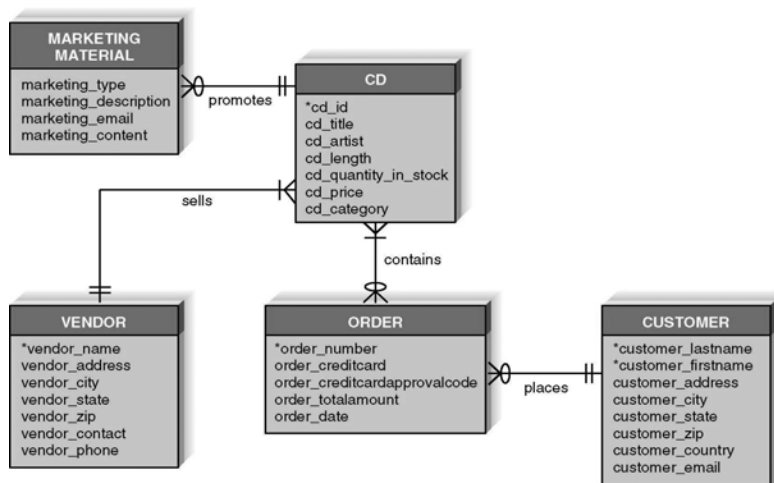 MARKETING
MATERIAL
marketing_type
marketing_description
marketing_email
marketing_content
promotes
CD
*cd_id
cd_title
cd_artist
cd_length
cd_quantity_in_stock
cd_price
cd_category
sells
contains
VENDOR
*vendor_name
vendor_address
vendor_city
vendor_state
vendor_zip
vendor_contact
vendor_phone
ORDER
*order_number
order_creditcard
order_creditcardapprovalcode
order_totalamount
order_date
places
CUSTOMER
*customer_lastname
*customer_firstname
customer_address
customer_city
customer_state
customer_zip
customer_country
customer_email